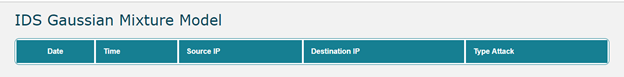 IDS Gaussian Mixture Model
Date Time Source IP Destination IP Type Attack